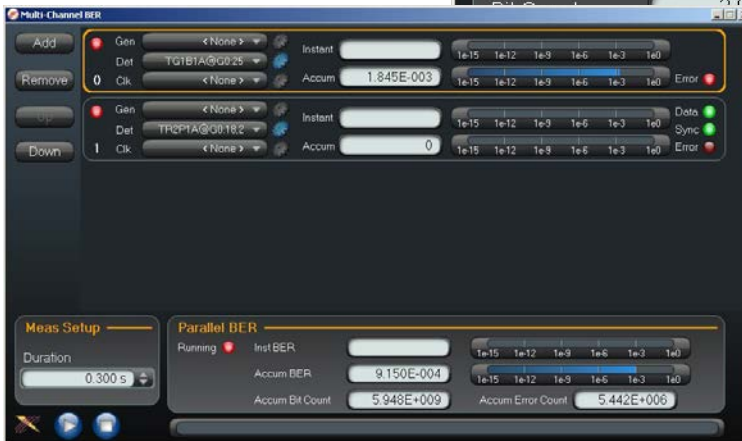 Multi-Channel BER
Add
Remove
Up
Down
0
Gen <None>
Det TG1B1A@G0.25
Clk <None>
Instant
Accum 1.845E-003
1e-15 1e-12 1e-9 1e-6 1e-3 1e0
1e-15 1e-12 1e-9 1e-6 1e-3 1e0
Error
1
Gen <None>
Det TR2P1A@G0.18,2
Clk <None>
Instant
Accum 0
1e-15 1e-12 1e-9 1e-6 1e-3 1e0
1e-15 1e-12 1e-9 1e-6 1e-3 1e0
Data
Sync
Error
Meas Setup
Duration
0.300 s
Parallel BER
Running
Inst BER
1e-15 1e-12 1e-9 1e-6 1e-3 1e0
Accum BER 9.150E-004
1e-15 1e-12 1e-9 1e-6 1e-3 1e0
Accum Bit Count 5.948E+009
Accum Error Count 5.442E+006